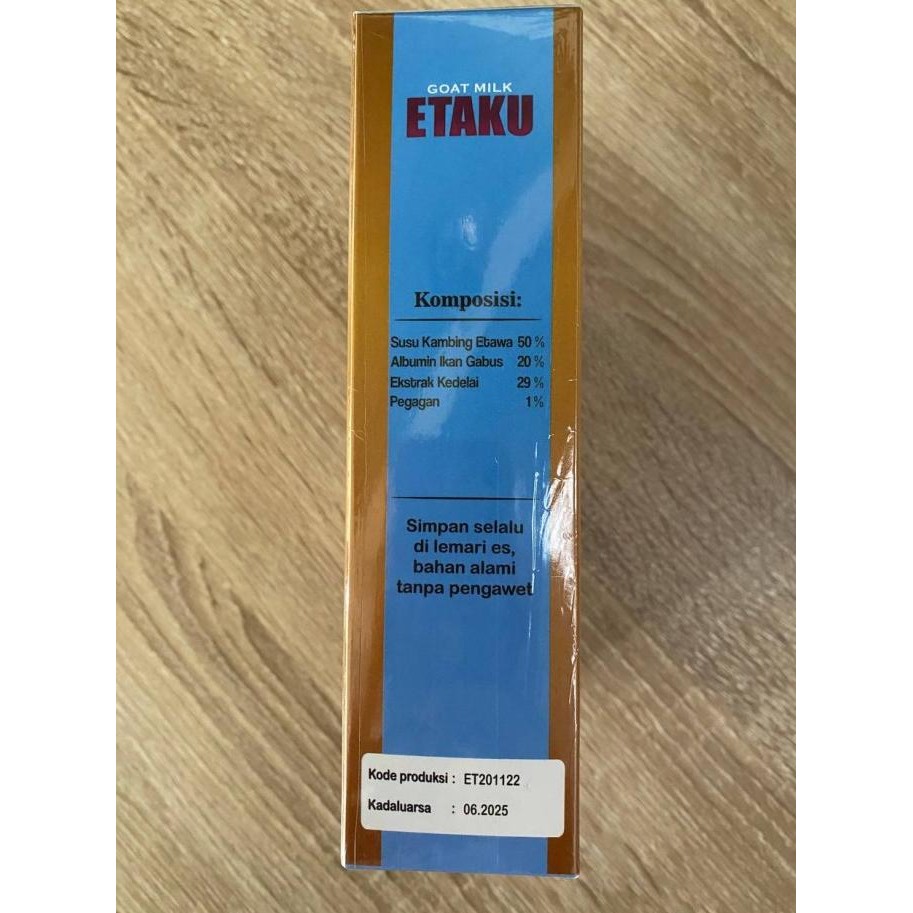 GOAT MILK
ETAKU
Komposisi:
Susu Kambing Etawa 50 %
Albumin Ikan Gabus 20 %
Ekstrak Kedelai 29 %
Pegagan 1 %
Simpan selalu
di lemari es,
bahan alami
tanpa pengawet
Kode produksi : ET201122
Kadaluarsa : 06.2025